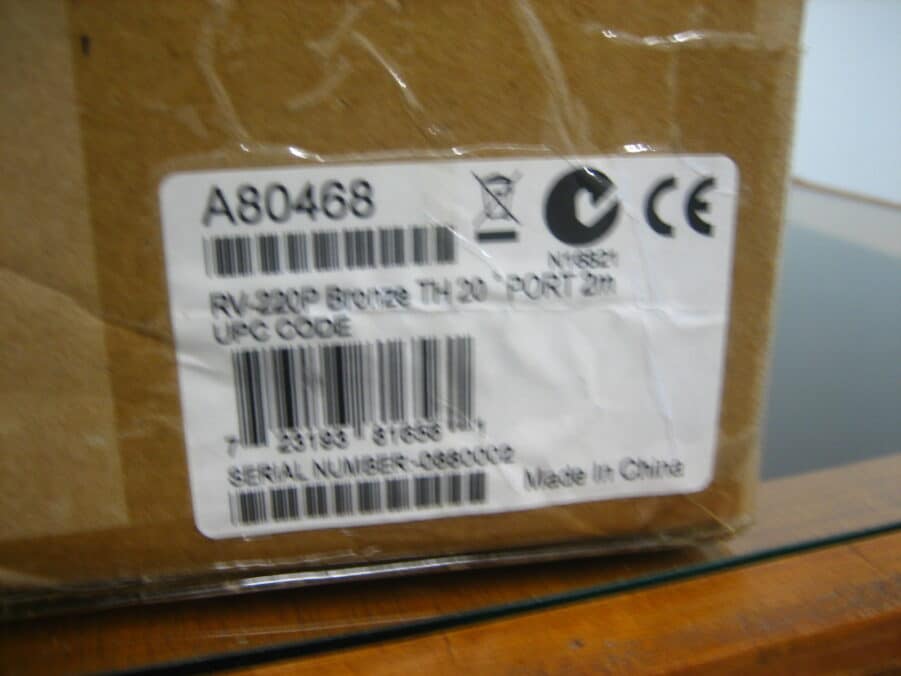 A80468
N16821
RV-220P Bronze TH 20° PORT 2m
UPC CODE
7 23193 81656 1
SERIAL NUMBER:-0880002
Made In China